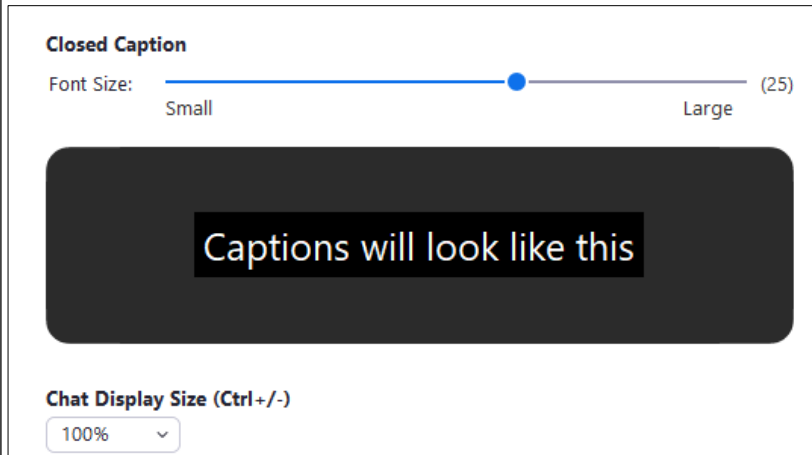 Closed Caption
Font Size: (25)
Small Large
Captions will look like this
Chat Display Size (Ctrl+/-)
100%